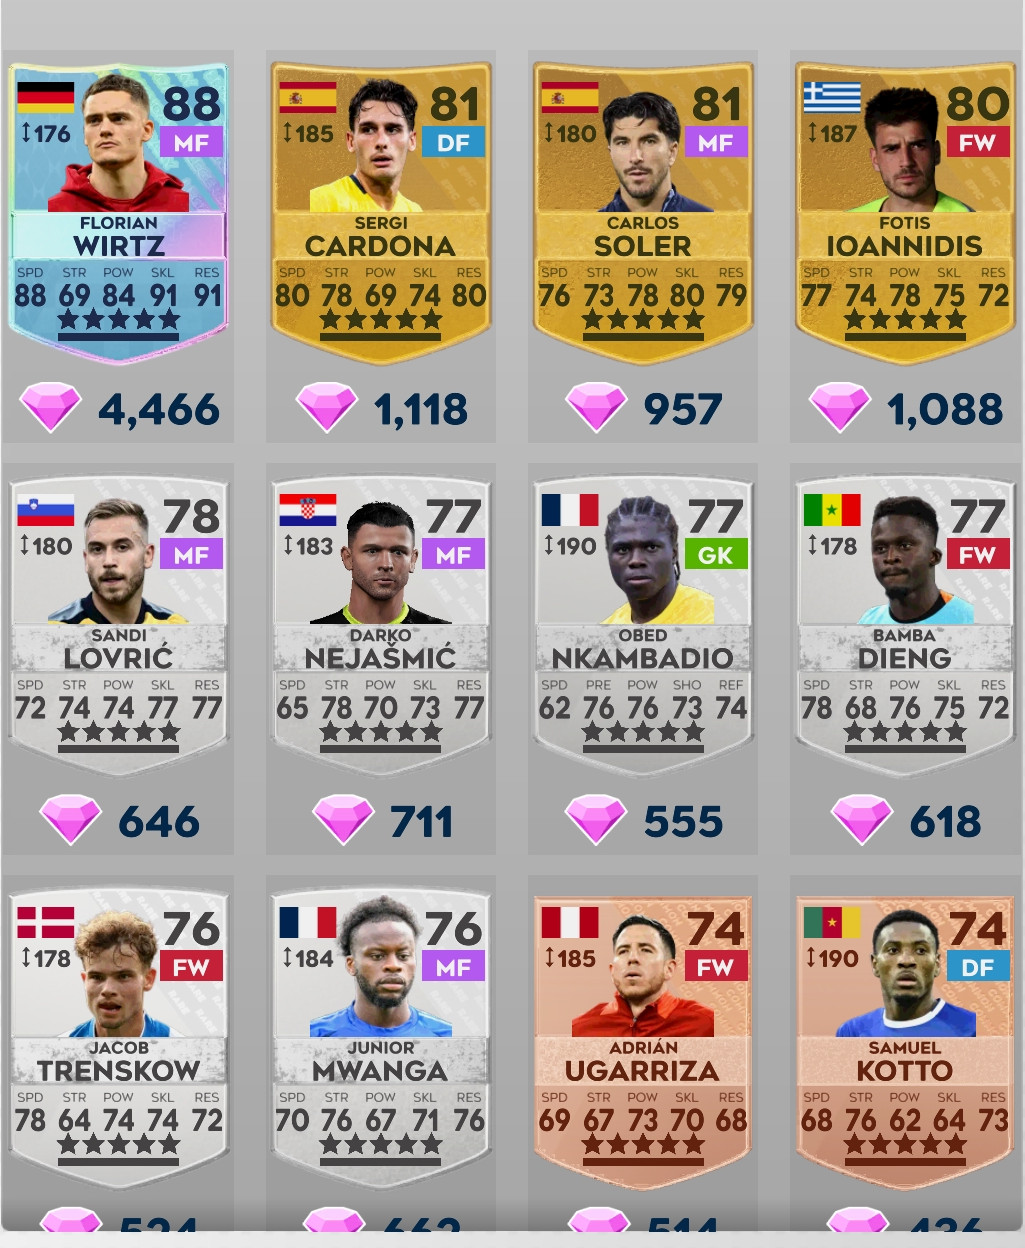 88
176
MF
FLORIAN
WIRTZ
SPD STR POW SKL RES
88 69 84 91 91
4,466
81
185
DF
SERGI
CARDONA
SPD STR POW SKL RES
80 78 69 74 80
1,118
81
180
MF
CARLOS
SOLER
SPD STR POW SKL RES
76 73 78 80 79
957
80
187
FW
FOTIS
IOANNIDIS
SPD STR POW SKL RES
77 74 78 75 72
1,088
78
180
MF
SANDI
LOVRIĆ
SPD STR POW SKL RES
72 74 74 77 77
646
77
183
MF
DARKO
NEJAŠMIĆ
SPD STR POW SKL RES
65 78 70 73 77
711
77
190
GK
OBED
NKAMBADIO
SPD PRE POW SHO REF
62 76 76 73 74
555
77
178
FW
BAMBA
DIENG
SPD STR POW SKL RES
78 68 76 75 72
618
76
178
FW
JACOB
TRENSKOW
SPD STR POW SKL RES
78 64 74 74 72
524
76
184
MF
JUNIOR
MWANGA
SPD STR POW SKL RES
70 76 67 71 76
662
74
185
FW
ADRIÁN
UGARRIZA
SPD STR POW SKL RES
69 67 73 70 68
514
74
190
DF
SAMUEL
KOTTO
SPD STR POW SKL RES
68 76 62 64 73